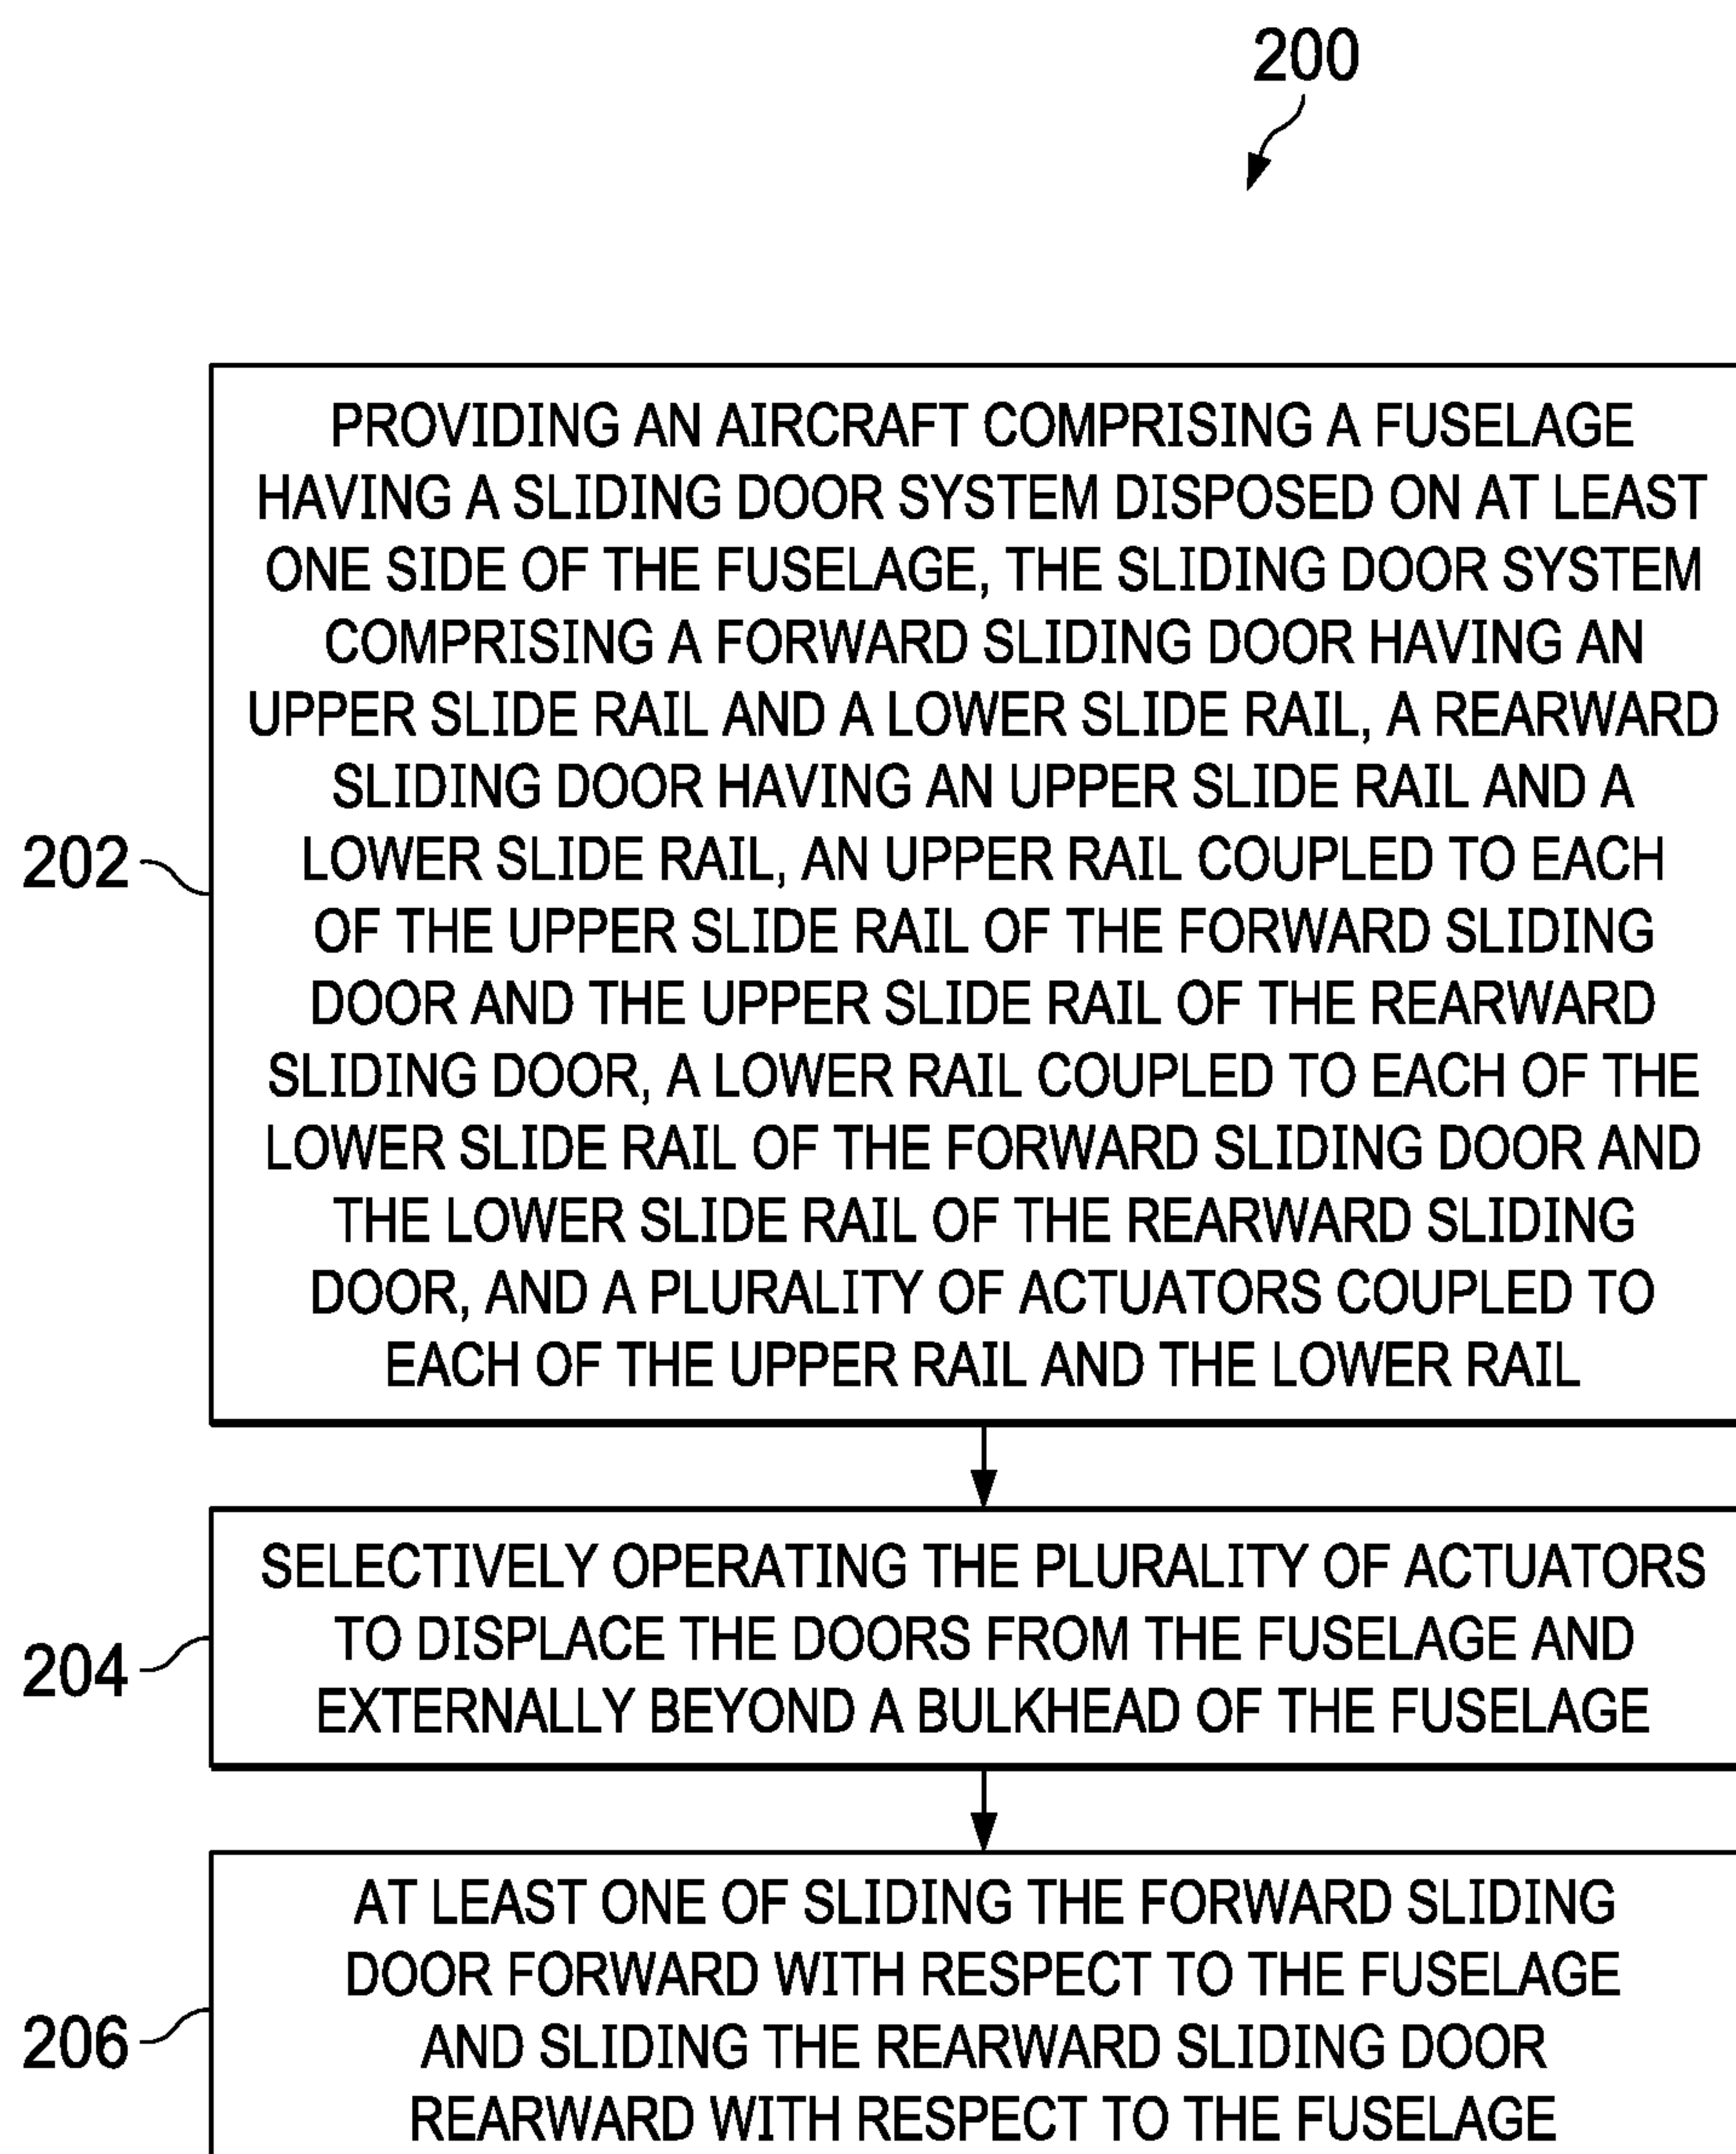 200
PROVIDING AN AIRCRAFT COMPRISING A FUSELAGE
HAVING A SLIDING DOOR SYSTEM DISPOSED ON AT LEAST
ONE SIDE OF THE FUSELAGE, THE SLIDING DOOR SYSTEM
COMPRISING A FORWARD SLIDING DOOR HAVING AN
UPPER SLIDE RAIL AND A LOWER SLIDE RAIL, A REARWARD
SLIDING DOOR HAVING AN UPPER SLIDE RAIL AND A
202
LOWER SLIDE RAIL, AN UPPER RAIL COUPLED TO EACH
OF THE UPPER SLIDE RAIL OF THE FORWARD SLIDING
DOOR AND THE UPPER SLIDE RAIL OF THE REARWARD
SLIDING DOOR, A LOWER RAIL COUPLED TO EACH OF THE
LOWER SLIDE RAIL OF THE FORWARD SLIDING DOOR AND
THE LOWER SLIDE RAIL OF THE REARWARD SLIDING
DOOR, AND A PLURALITY OF ACTUATORS COUPLED TO
EACH OF THE UPPER RAIL AND THE LOWER RAIL
SELECTIVELY OPERATING THE PLURALITY OF ACTUATORS
TO DISPLACE THE DOORS FROM THE FUSELAGE AND
204
EXTERNALLY BEYOND A BULKHEAD OF THE FUSELAGE
AT LEAST ONE OF SLIDING THE FORWARD SLIDING
DOOR FORWARD WITH RESPECT TO THE FUSELAGE
206
AND SLIDING THE REARWARD SLIDING DOOR
REARWARD WITH RESPECT TO THE FUSELAGE